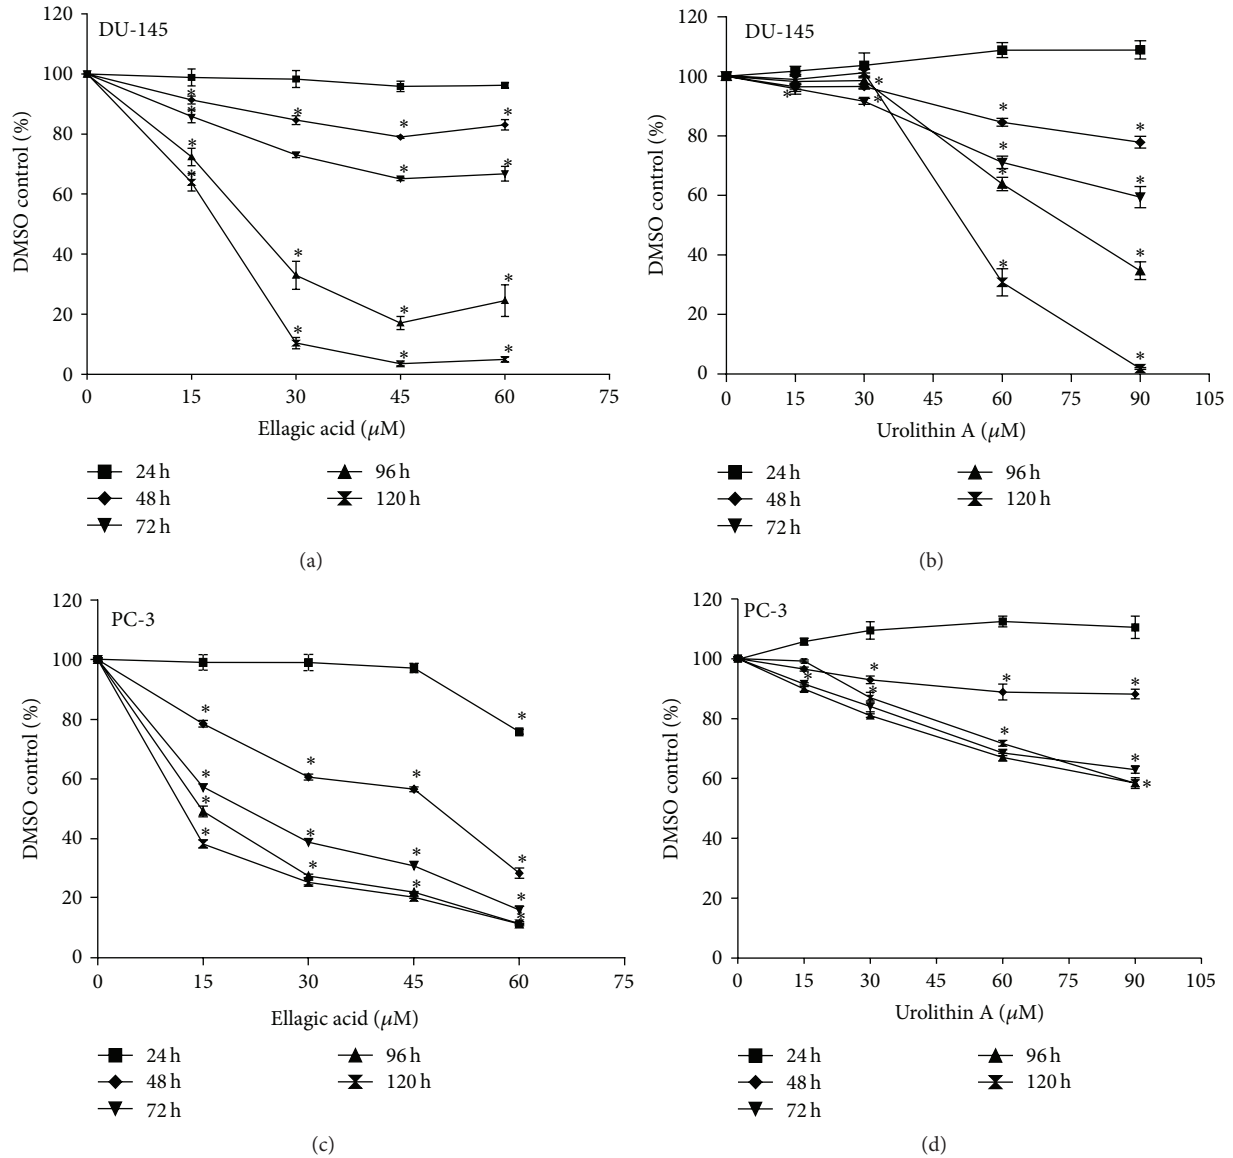 DU-145
120
100
80
60
40
20
0
DMSO control (%)
0 15 30 45 60 75
Ellagic acid (μM)
24 h 96 h
48 h 120 h
72 h
(a)
DU-145
120
100
80
60
40
20
0
DMSO control (%)
0 15 30 45 60 75 90 105
Urolithin A (μM)
24 h 96 h
48 h 120 h
72 h
(b)
PC-3
120
100
80
60
40
20
0
DMSO control (%)
0 15 30 45 60 75
Ellagic acid (μM)
24 h 96 h
48 h 120 h
72 h
(c)
PC-3
120
100
80
60
40
20
0
DMSO control (%)
0 15 30 45 60 75 90 105
Urolithin A (μM)
24 h 96 h
48 h 120 h
72 h
(d)